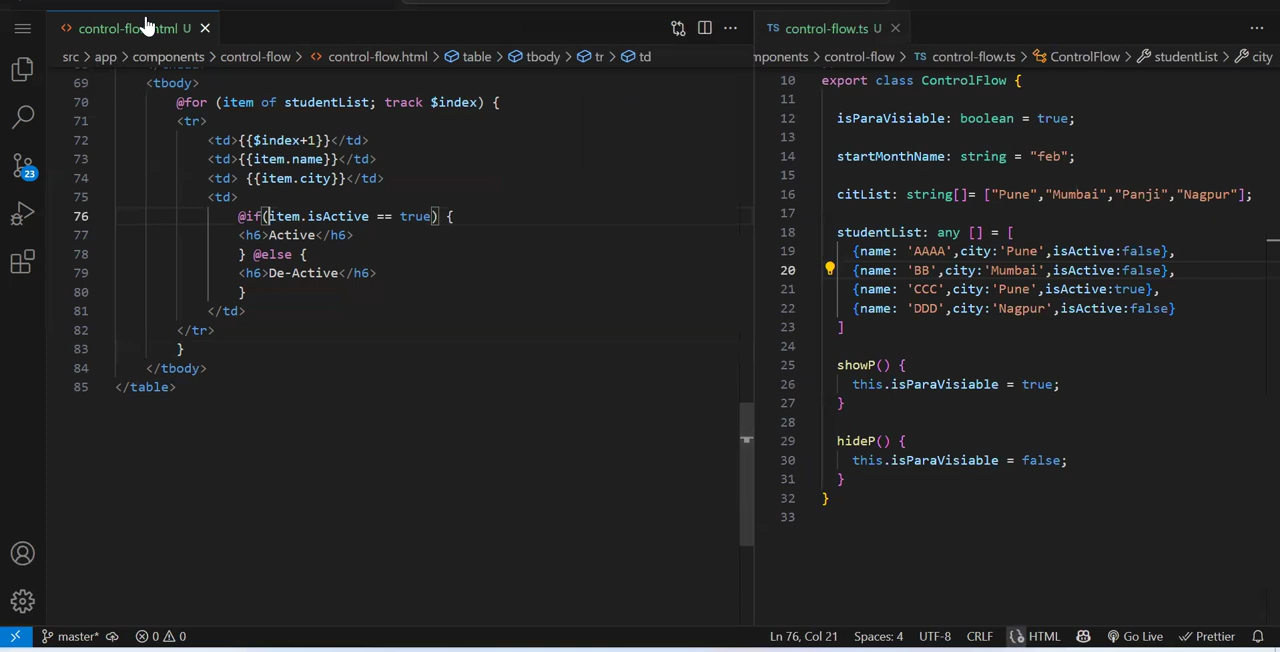 control-flow.html U
control-flow.ts U
src > app > components > control-flow > control-flow.html > table > tbody > tr > td
mponents > control-flow > TS control-flow.ts > ControlFlow > studentList > city
69 <tbody>
70 @for (item of studentList; track $index) {
71 <tr>
72 <td>{{$index+1}}</td>
73 <td>{{item.name}}</td>
74 <td> {{item.city}}</td>
75 <td>
76 @if(item.isActive == true) {
77 <h6>Active</h6>
78 } @else {
79 <h6>De-Active</h6>
80 }
81 </td>
82 </tr>
83 }
84 </tbody>
85 </table>
10 export class ControlFlow {
11
12 isParaVisiable: boolean = true;
13
14 startMonthName: string = "feb";
15
16 citList: string[]= ["Pune","Mumbai","Panji","Nagpur"];
17
18 studentList: any [] = [
19 {name: 'AAAA',city:'Pune',isActive:false},
20 {name: 'BB',city:'Mumbai',isActive:false},
21 {name: 'CCC',city:'Pune',isActive:true},
22 {name: 'DDD',city:'Nagpur',isActive:false}
23 ]
24
25 showP() {
26 this.isParaVisiable = true;
27 }
28
29 hideP() {
30 this.isParaVisiable = false;
31 }
32 }
33
23
master* 0 0 Ln 76, Col 21 Spaces: 4 UTF-8 CRLF HTML Go Live Prettier